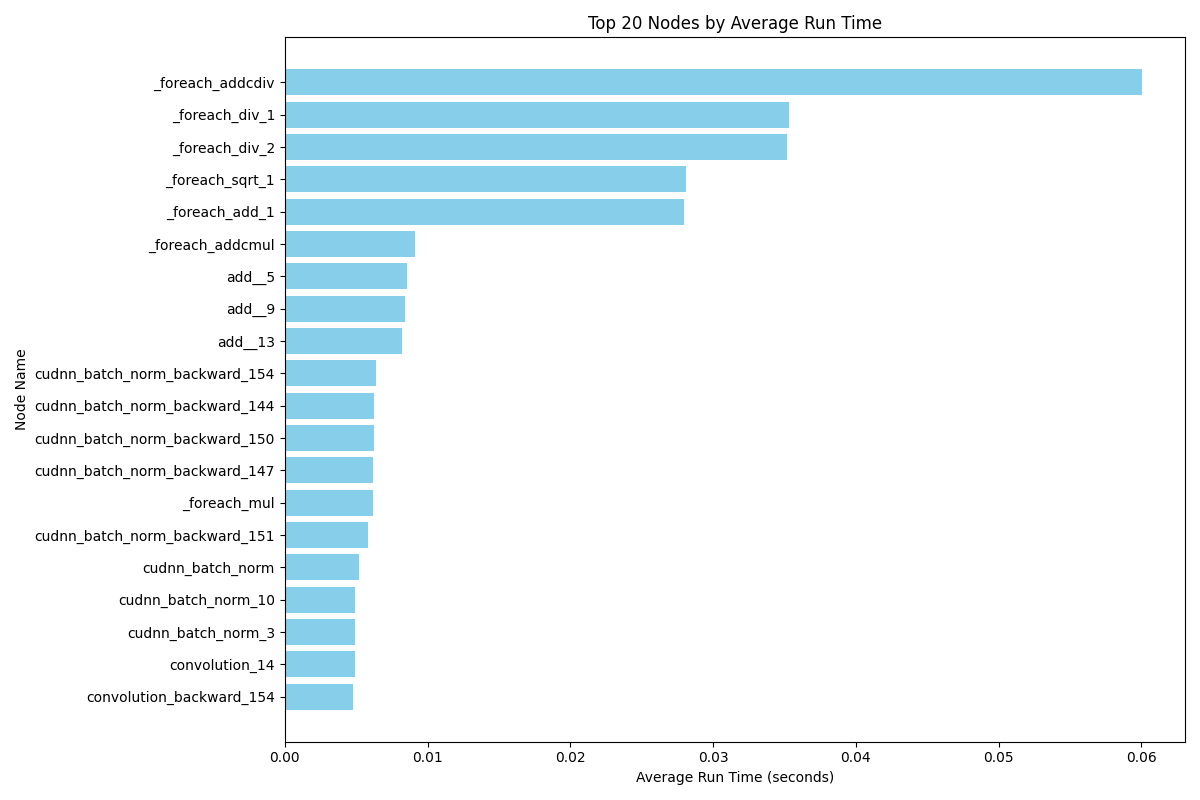 Top 20 Nodes by Average Run Time
_foreach_addcdiv
_foreach_div_1
_foreach_div_2
_foreach_sqrt_1
_foreach_add_1
_foreach_addcmul
add__5
add__9
add__13
cudnn_batch_norm_backward_154
cudnn_batch_norm_backward_144
cudnn_batch_norm_backward_150
cudnn_batch_norm_backward_147
_foreach_mul
cudnn_batch_norm_backward_151
cudnn_batch_norm
cudnn_batch_norm_10
cudnn_batch_norm_3
convolution_14
convolution_backward_154
Node Name
0.00 0.01 0.02 0.03 0.04 0.05 0.06
Average Run Time (seconds)